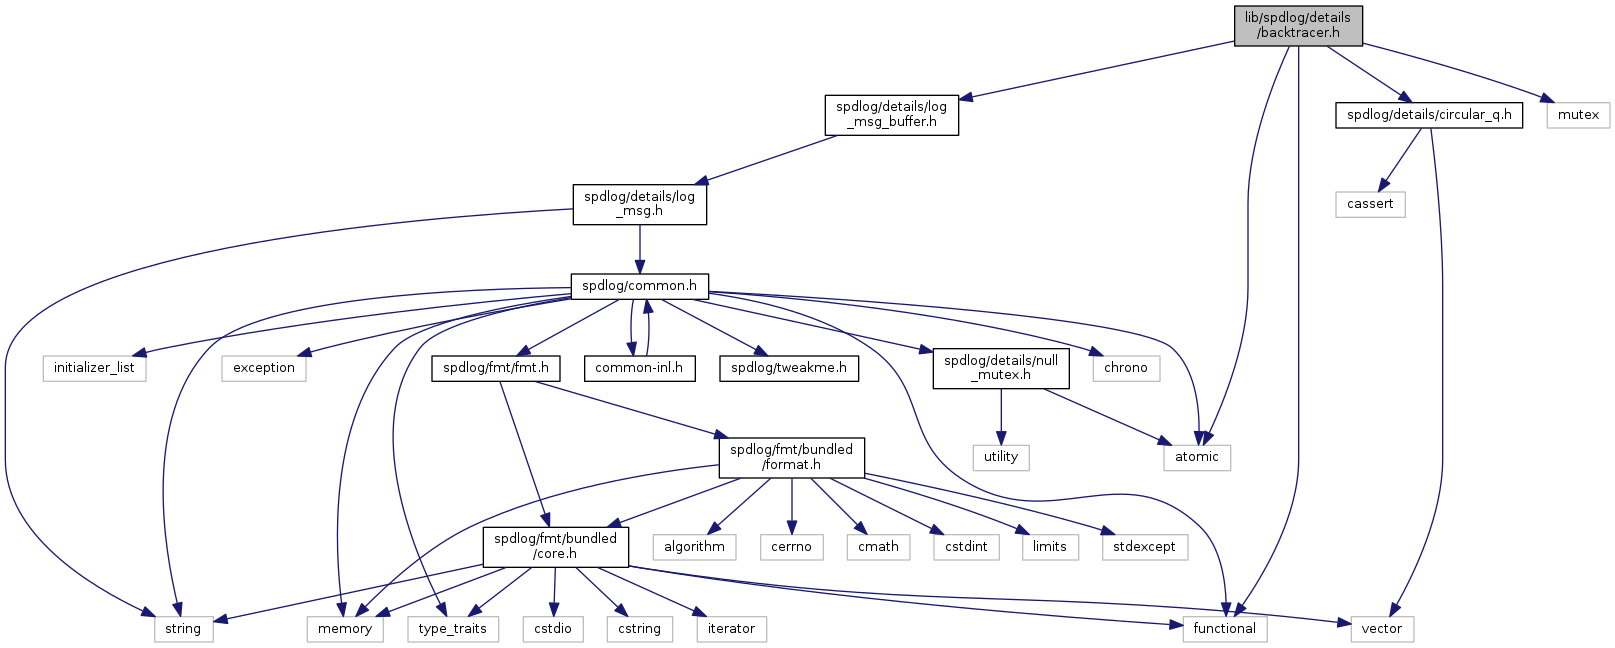 lib/spdlog/details
/backtracer.h
spdlog/details/log
_msg_buffer.h
spdlog/details/circular_q.h
mutex
spdlog/details/log
_msg.h
cassert
spdlog/common.h
initializer_list
exception
spdlog/fmt/fmt.h
common-inl.h
spdlog/tweakme.h
spdlog/details/null
_mutex.h
chrono
spdlog/fmt/bundled
/format.h
utility
atomic
spdlog/fmt/bundled
/core.h
algorithm
cerrno
cmath
cstdint
limits
stdexcept
string
memory
type_traits
cstdio
cstring
iterator
functional
vector